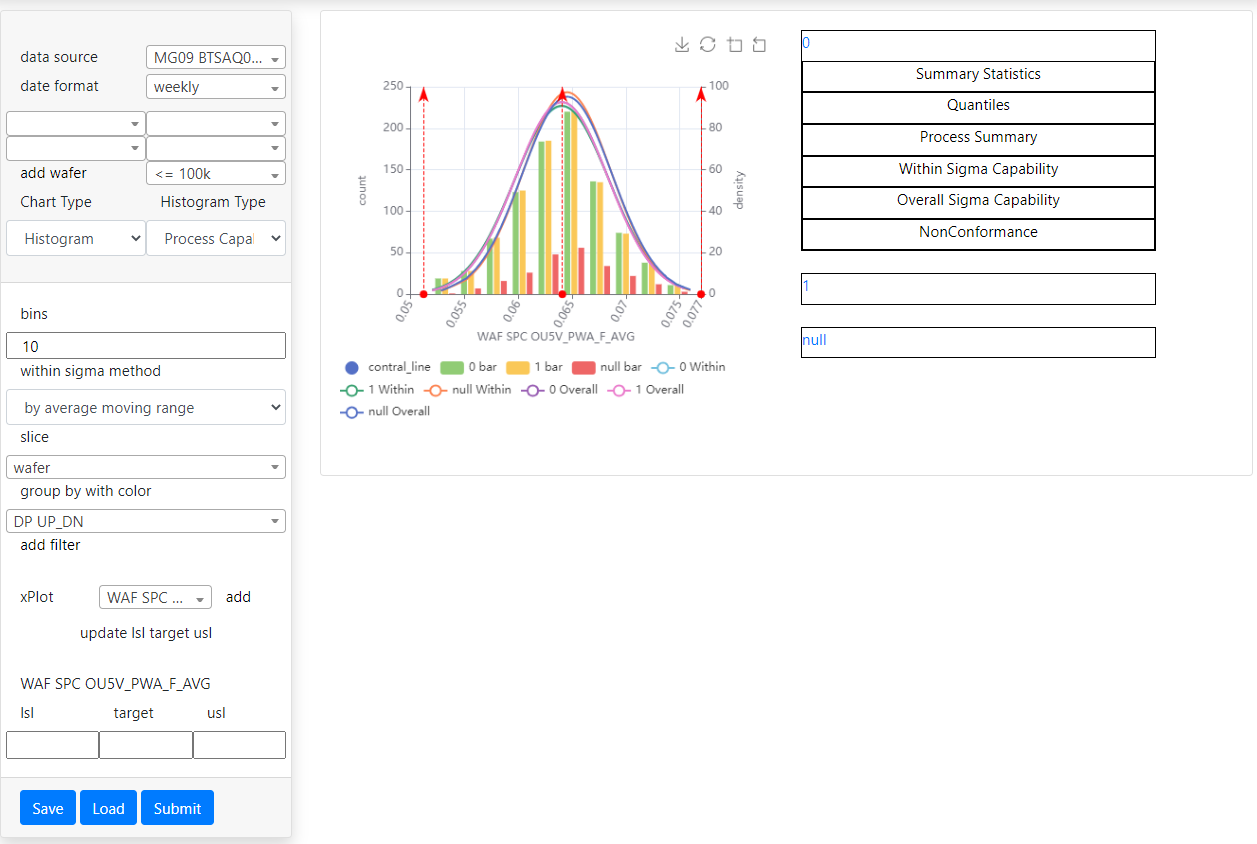 data source MG09 BTSAQ0...
date format weekly
add wafer <= 100k
Chart Type Histogram Type
Histogram Process Capal
bins
10
within sigma method
by average moving range
slice
wafer
group by with color
DP UP_DN
add filter
xPlot WAF SPC ... add
update lsl target usl
WAF SPC OU5V_PWA_F_AVG
lsl target usl
Save Load Submit
250 100
200 80
150 60
count density
100 40
50 20
0 0
0.05 0.055 0.06 0.065 0.07 0.075 0.077
WAF SPC OU5V_PWA_F_AVG
contral_line 0 bar 1 bar null bar 0 Within
1 Within null Within 0 Overall 1 Overall
null Overall
0
Summary Statistics
Quantiles
Process Summary
Within Sigma Capability
Overall Sigma Capability
NonConformance
1
null